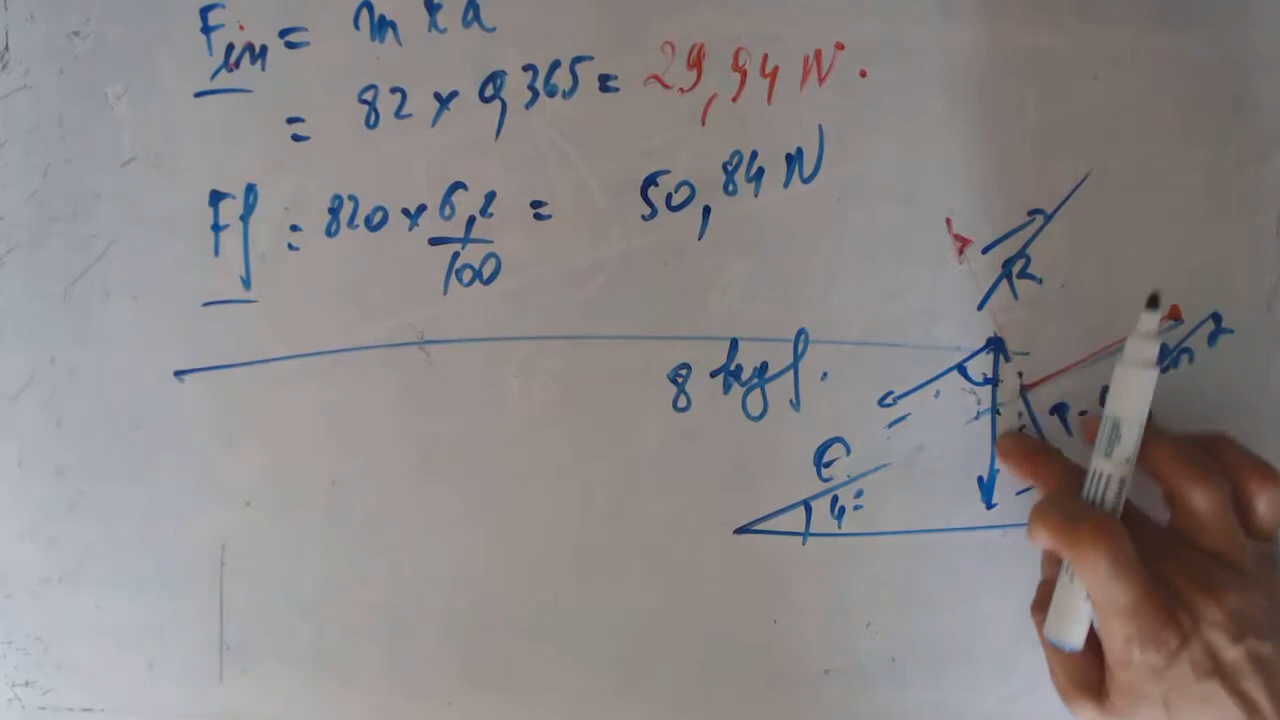 Fin = m x a
= 82 x 0,365 = 29,94 N.
Ff = 820 x 6,2 / 100 = 50,84 N
R
8 kgf.
θ
4°